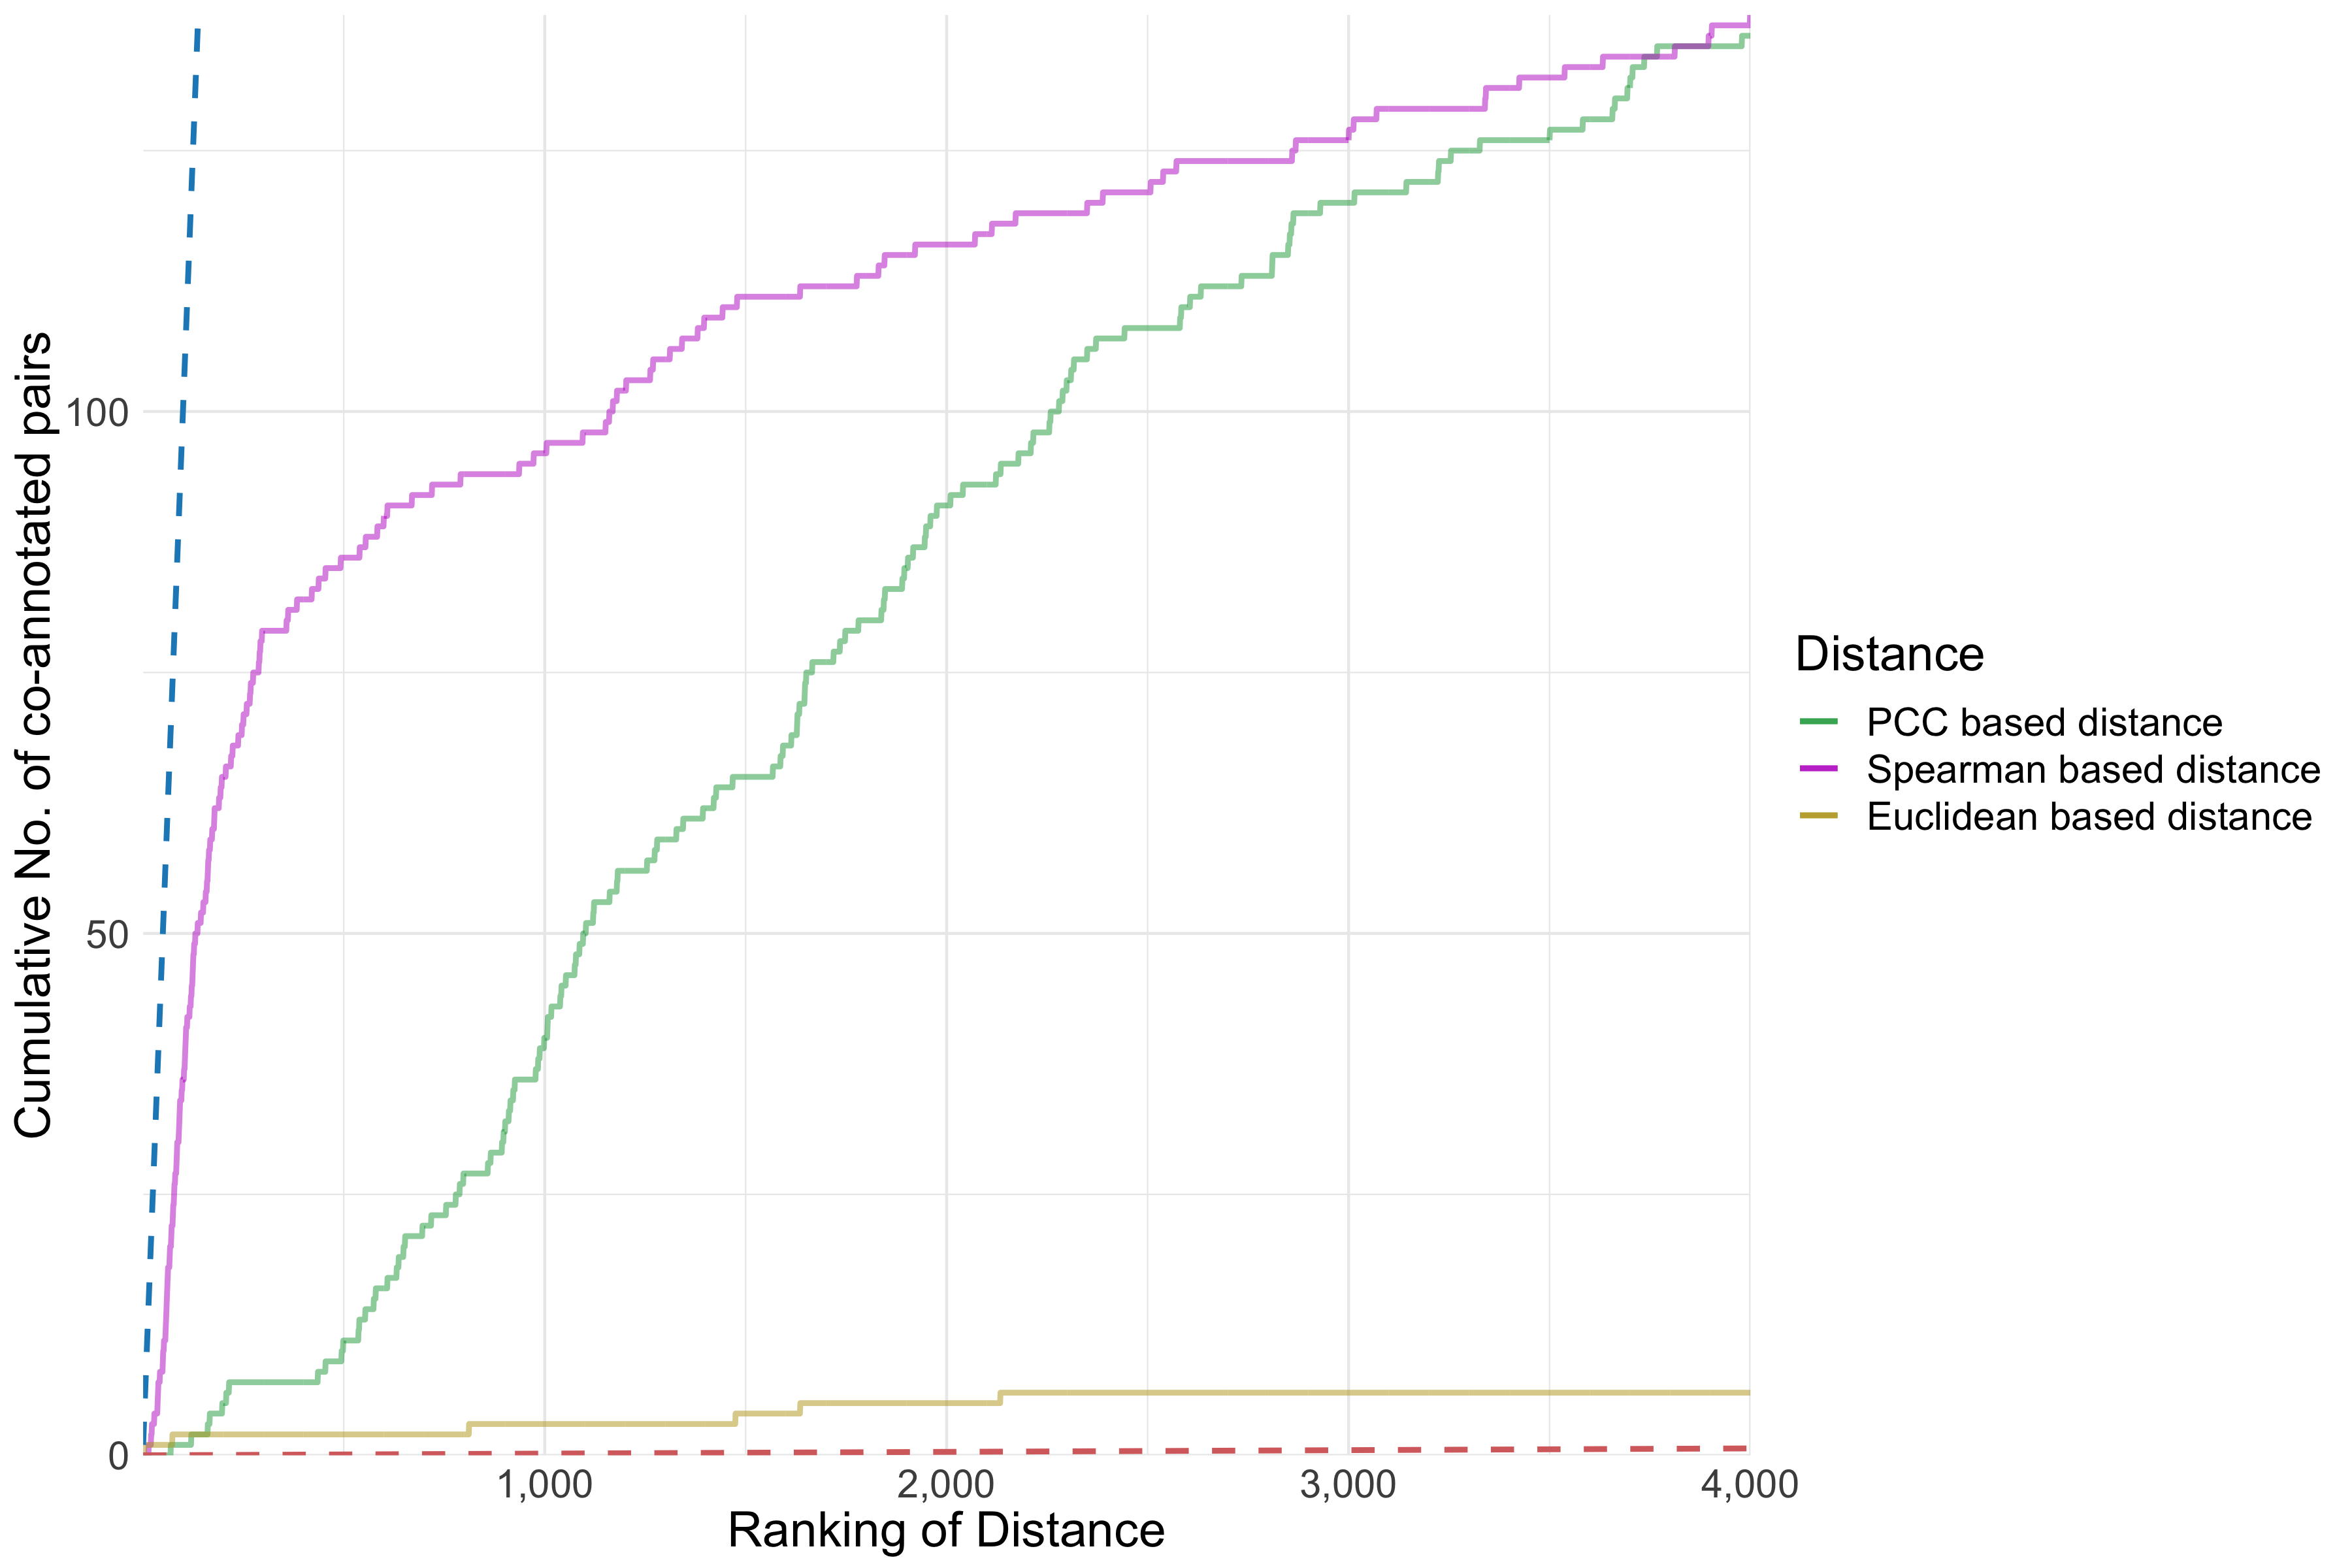 Cumulative No. of co-annotated pairs
100
50
0
1,000
2,000
3,000
4,000
Ranking of Distance
Distance
PCC based distance
Spearman based distance
Euclidean based distance